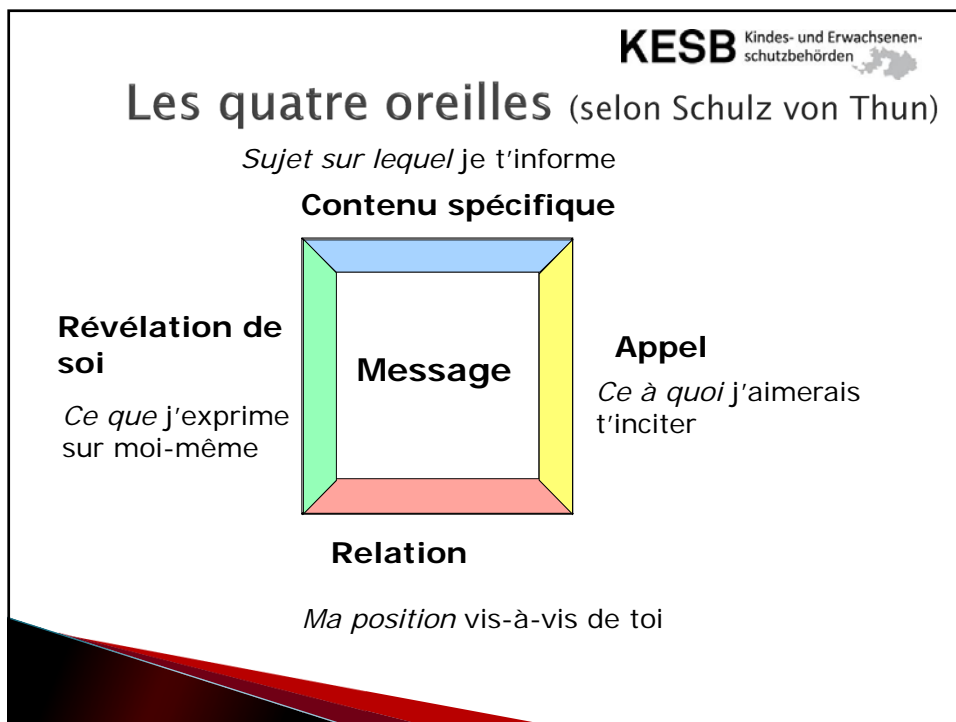 KESB Kindes- und Erwachsenen-
schutzbehörden
Les quatre oreilles (selon Schulz von Thun)
Sujet sur lequel je t'informe
Contenu spécifique
Révélation de
soi
Ce que j'exprime
sur moi-même
Message
Appel
Ce à quoi j'aimerais
t'inciter
Relation
Ma position vis-à-vis de toi